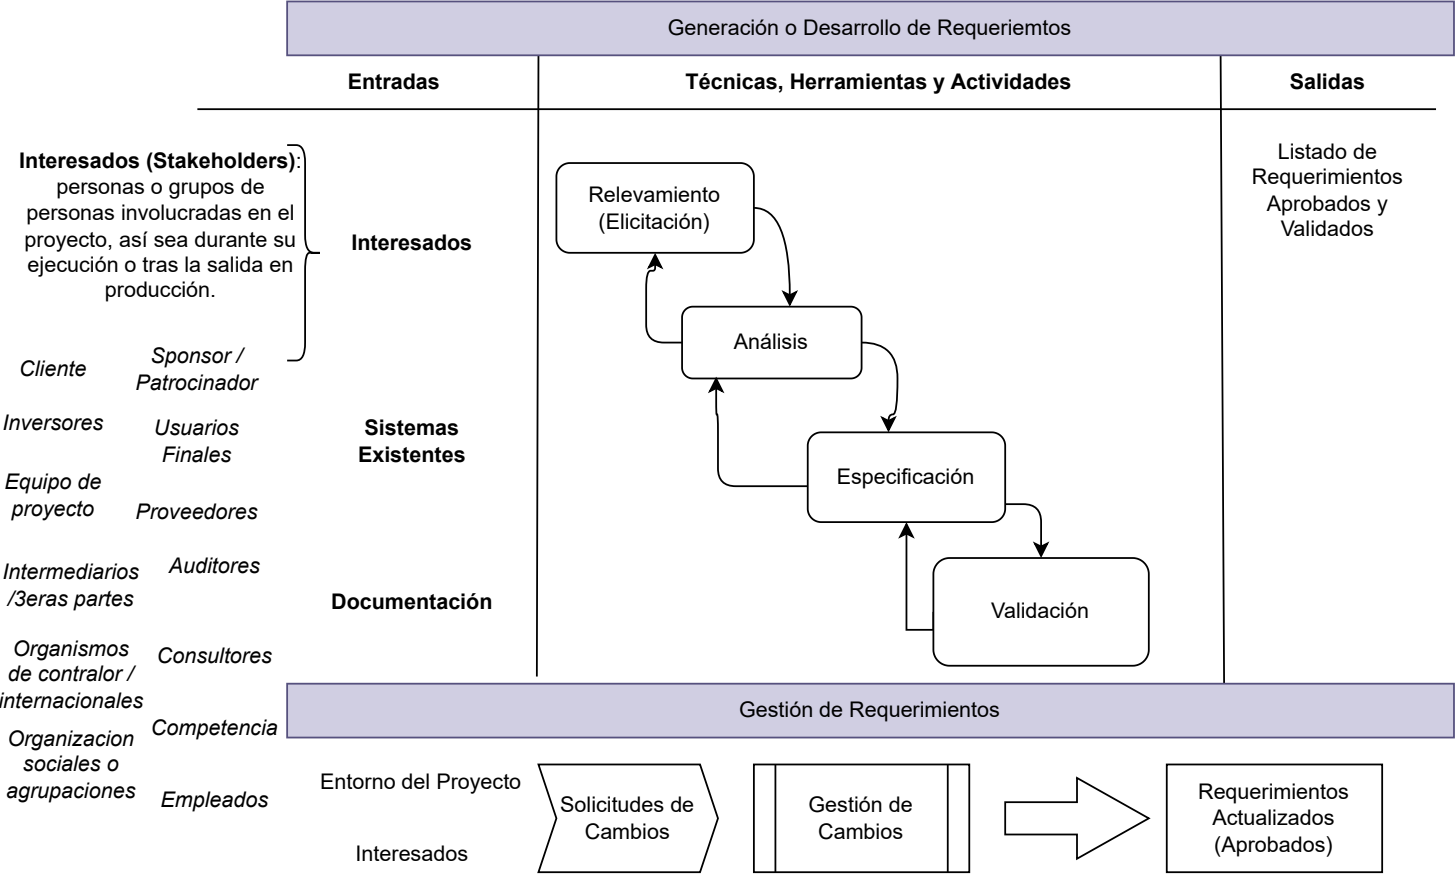 Generación o Desarrollo de Requeriemtos
Entradas
Técnicas, Herramientas y Actividades
Salidas
Interesados (Stakeholders):
personas o grupos de
personas involucradas en el
proyecto, así sea durante su
ejecución o tras la salida en
producción.
Interesados
Relevamiento
(Elicitación)
Listado de
Requerimientos
Aprobados y
Validados
Análisis
Cliente
Sponsor /
Patrocinador
Inversores
Usuarios
Finales
Sistemas
Existentes
Especificación
Equipo de
proyecto
Proveedores
Intermediarios
/3eras partes
Auditores
Documentación
Validación
Organismos
de contralor /
internacionales
Consultores
Competencia
Organizacion
sociales o
agrupaciones
Empleados
Gestión de Requerimientos
Entorno del Proyecto
Interesados
Solicitudes de
Cambios
Gestión de
Cambios
Requerimientos
Actualizados
(Aprobados)